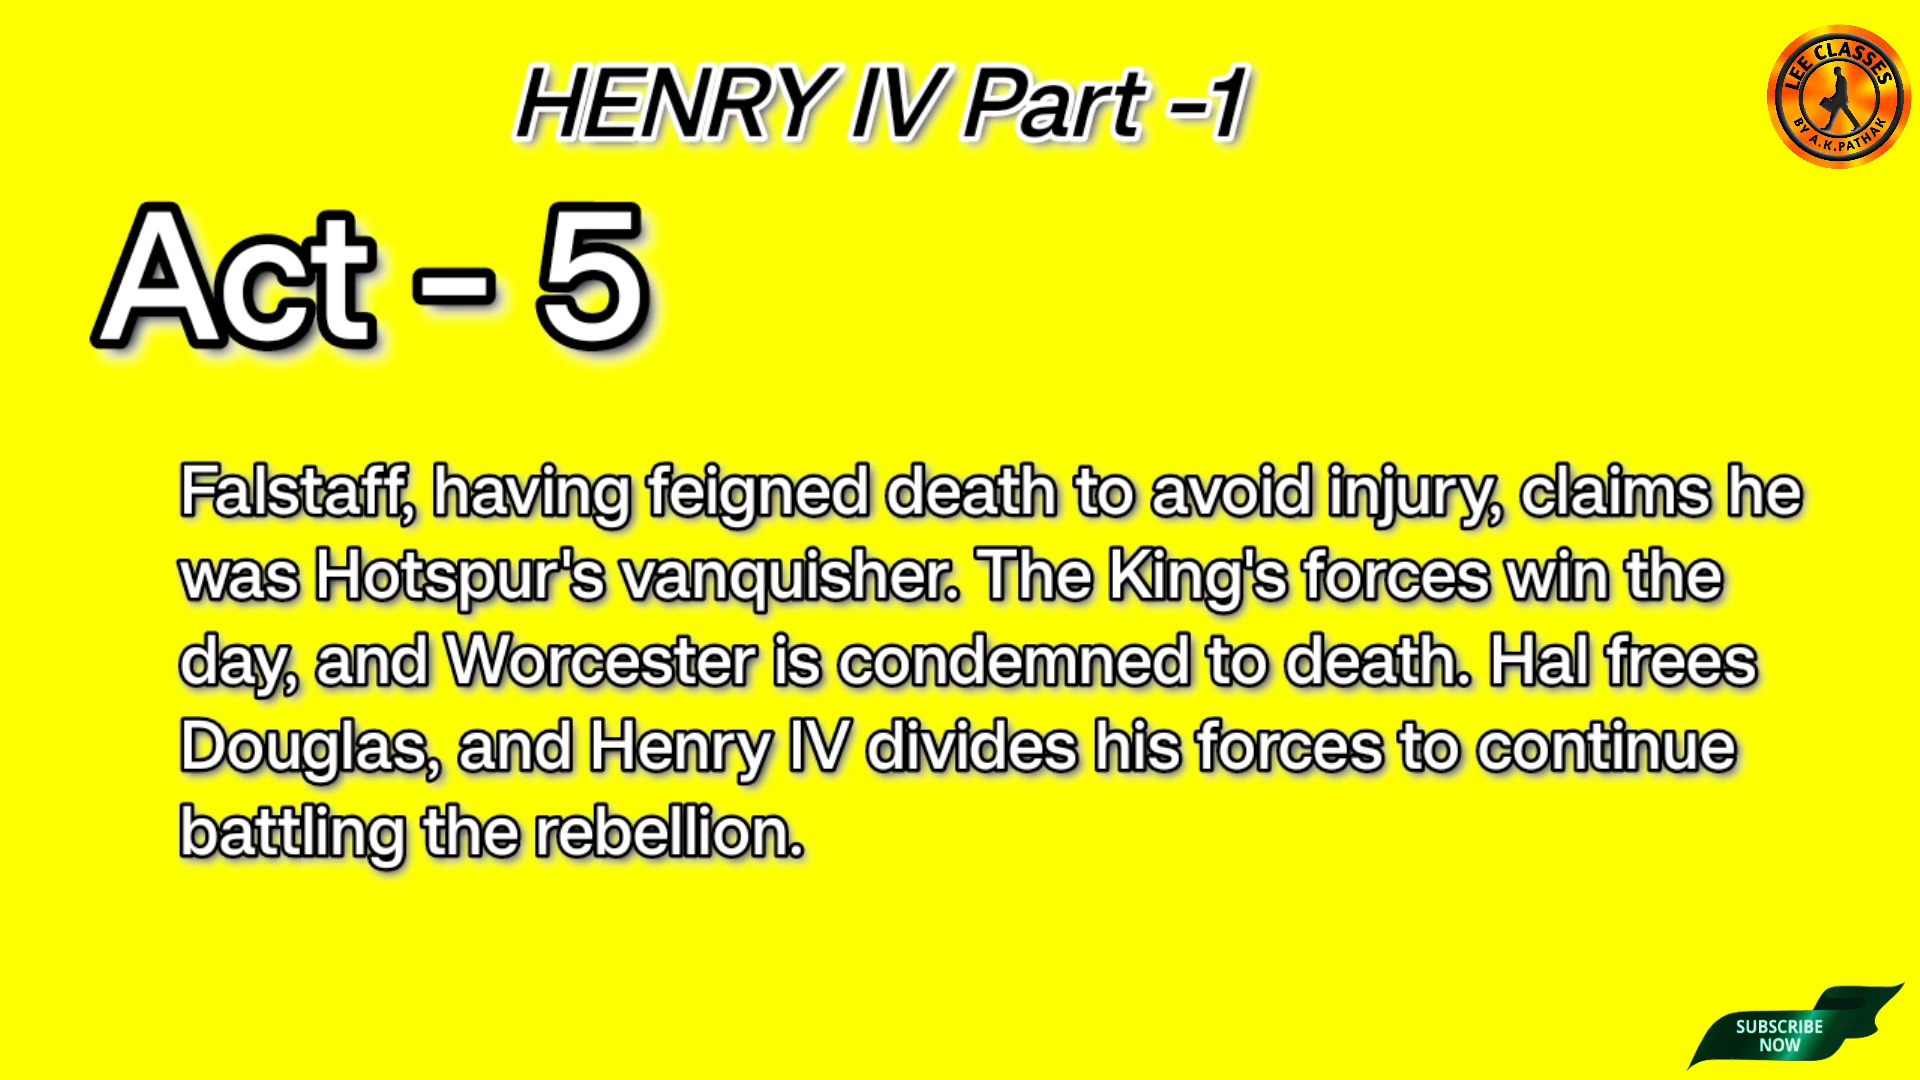 HENRY IV Part -1
LEE CLASSES
BY A.K.PATHAK
Act - 5
Falstaff, having feigned death to avoid injury, claims he
was Hotspur's vanquisher. The King's forces win the
day, and Worcester is condemned to death. Hal frees
Douglas, and Henry IV divides his forces to continue
battling the rebellion.
SUBSCRIBE
NOW